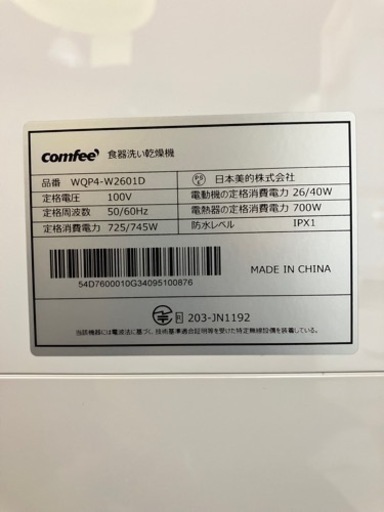 comfee' 食器洗い乾燥機
品番 WQP4-W2601D
定格電圧 100V
定格周波数 50/60Hz
定格消費電力 725/745W
日本美的株式会社
電動機の定格消費電力 26/40W
電熱器の定格消費電力 700W
防水レベル IPX1
54D7600010G34095100876
MADE IN CHINA
R 203-JN1192
当該機器には電波法に基づく、技術基準適合証明等を受けた特定無線設備を装着している。